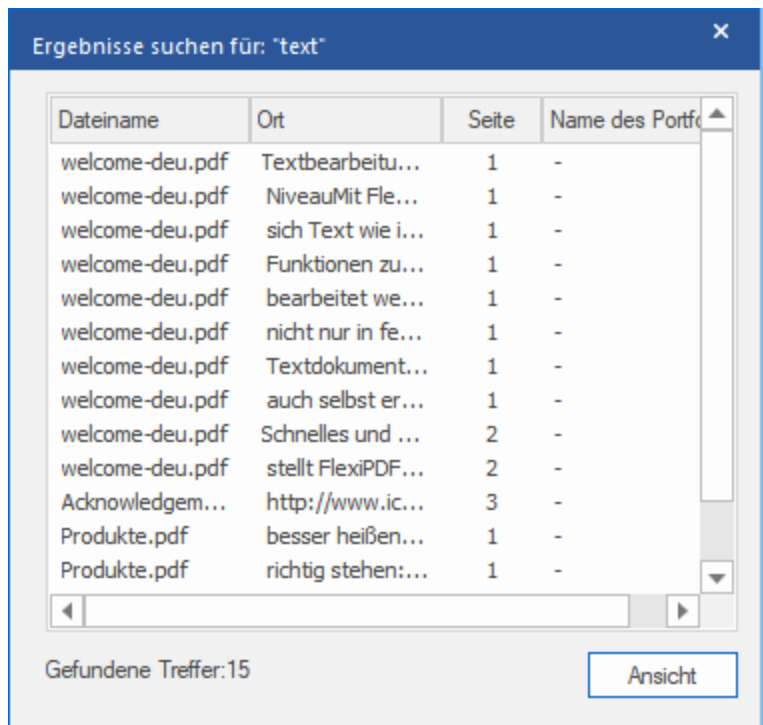 Ergebnisse suchen für: "text"
Dateiname Ort Seite Name des Portfo
welcome-deu.pdf Textbearbeitu... 1 -
welcome-deu.pdf NiveauMit Fle... 1 -
welcome-deu.pdf sich Text wie i... 1 -
welcome-deu.pdf Funktionen zu... 1 -
welcome-deu.pdf bearbeitet we... 1 -
welcome-deu.pdf nicht nur in fe... 1 -
welcome-deu.pdf Textdokument... 1 -
welcome-deu.pdf auch selbst er... 1 -
welcome-deu.pdf Schnelles und ... 2 -
welcome-deu.pdf stellt FlexiPDF... 2 -
Acknowledgem... http://www.ic... 3 -
Produkte.pdf besser heißen... 1 -
Produkte.pdf richtig stehen:... 1 -
Gefundene Treffer:15
Ansicht